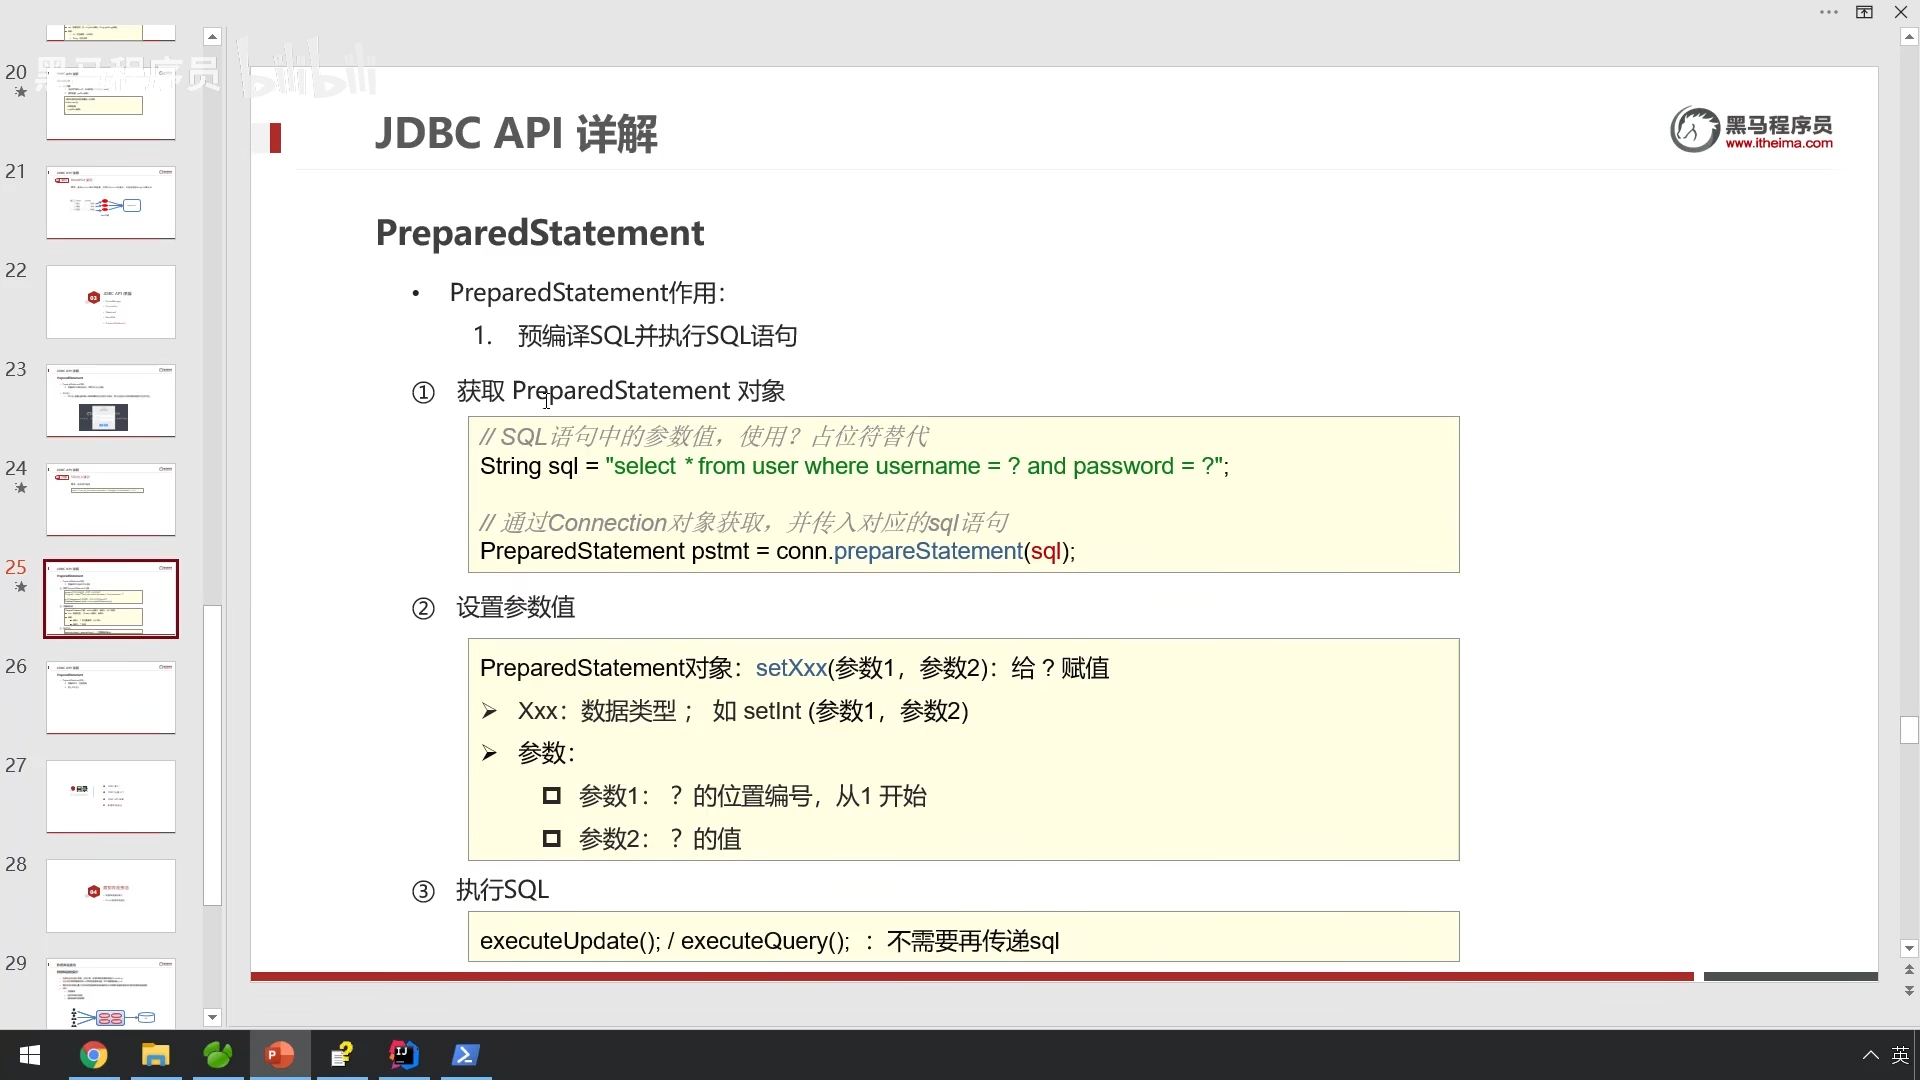 20
黑马程序员 bilibili
21
22
23
24
25
26
27
28
29
JDBC API 详解
黑马程序员
www.itheima.com
PreparedStatement
• PreparedStatement作用：
1. 预编译SQL并执行SQL语句
① 获取 PreparedStatement 对象
// SQL语句中的参数值，使用？占位符替代
String sql = "select * from user where username = ? and password = ?";
// 通过Connection对象获取，并传入对应的sql语句
PreparedStatement pstmt = conn.prepareStatement(sql);
② 设置参数值
PreparedStatement对象：setXxx(参数1，参数2)：给 ? 赋值
➢ Xxx：数据类型 ； 如 setInt (参数1，参数2)
➢ 参数：
参数1： ？的位置编号，从1 开始
参数2： ？的值
③ 执行SQL
executeUpdate(); / executeQuery(); ：不需要再传递sql
英